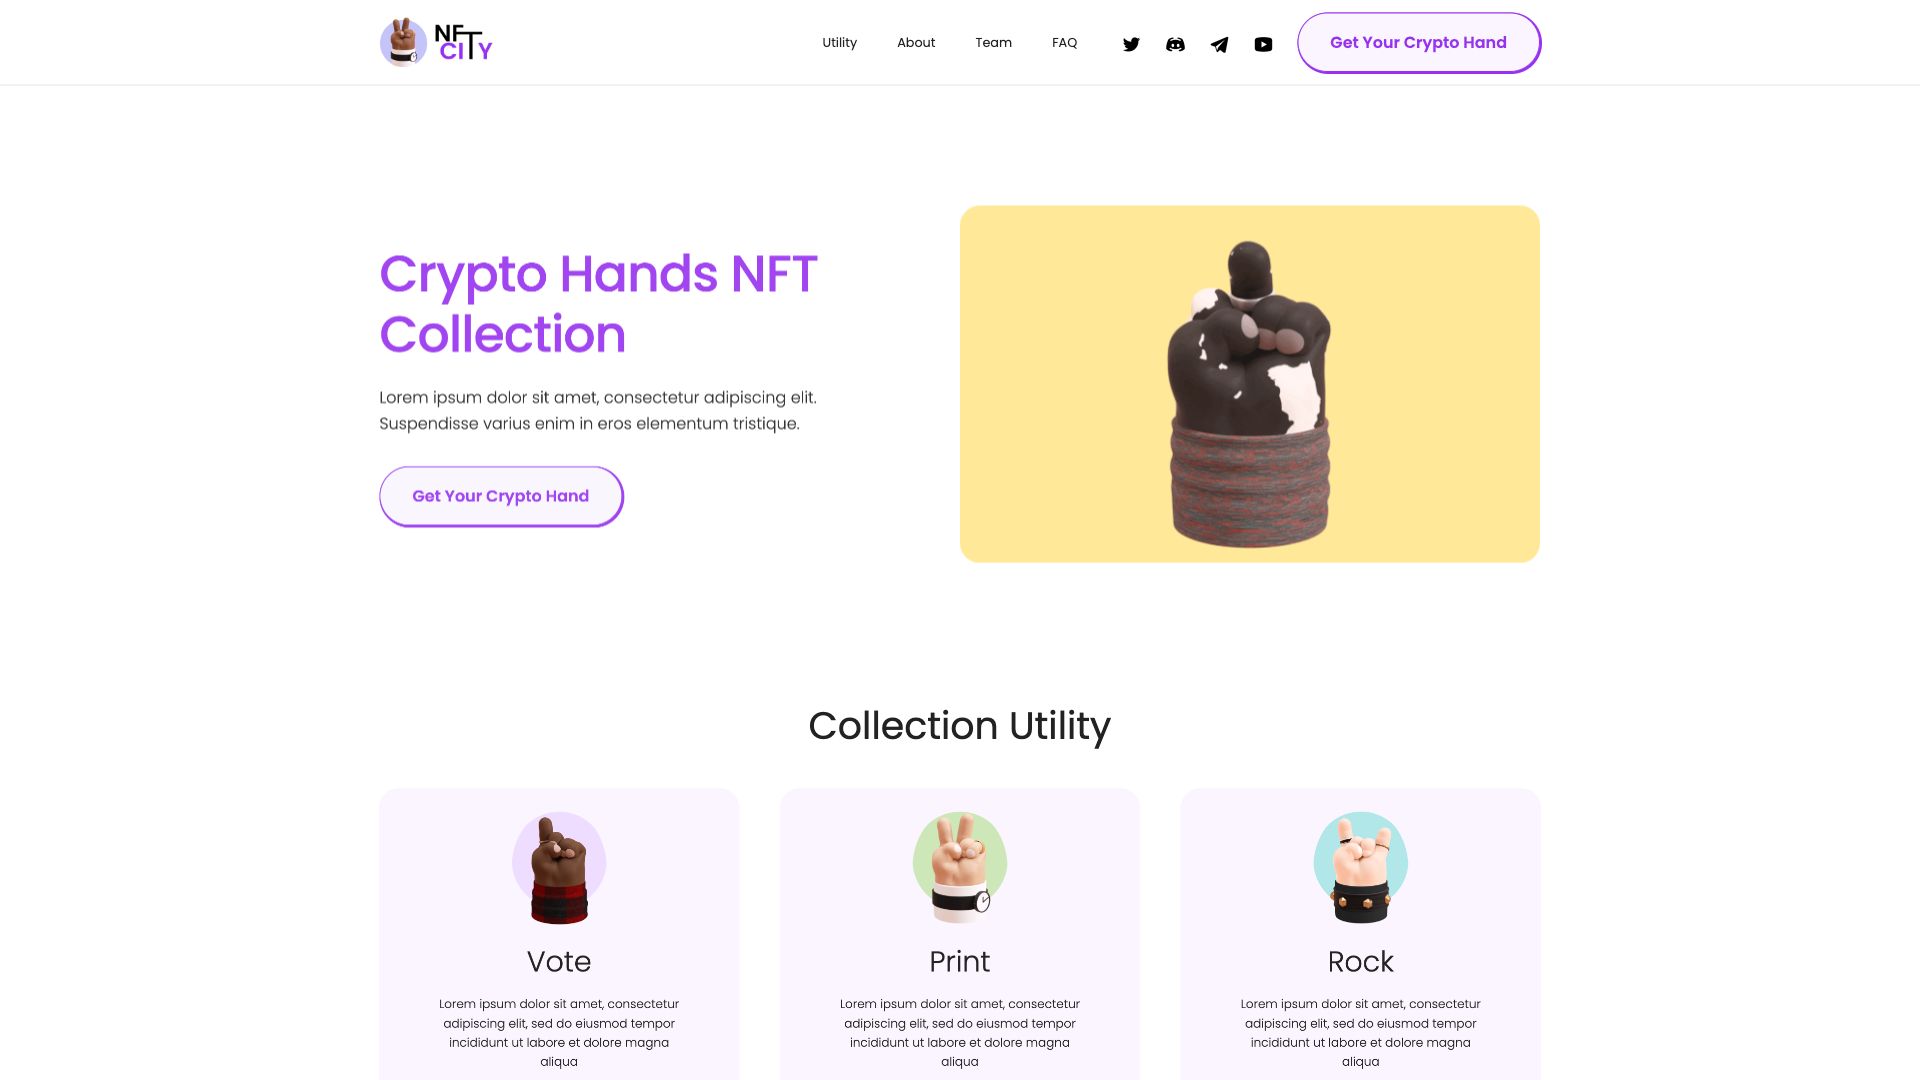 NFT
CITY
Utility
About
Team
FAQ
Get Your Crypto Hand
Crypto Hands NFT
Collection
Lorem ipsum dolor sit amet, consectetur adipiscing elit.
Suspendisse varius enim in eros elementum tristique.
Get Your Crypto Hand
Collection Utility
Vote
Lorem ipsum dolor sit amet, consectetur
adipiscing elit, sed do eiusmod tempor
incididunt ut labore et dolore magna
aliqua
Print
Lorem ipsum dolor sit amet, consectetur
adipiscing elit, sed do eiusmod tempor
incididunt ut labore et dolore magna
aliqua
Rock
Lorem ipsum dolor sit amet, consectetur
adipiscing elit, sed do eiusmod tempor
incididunt ut labore et dolore magna
aliqua